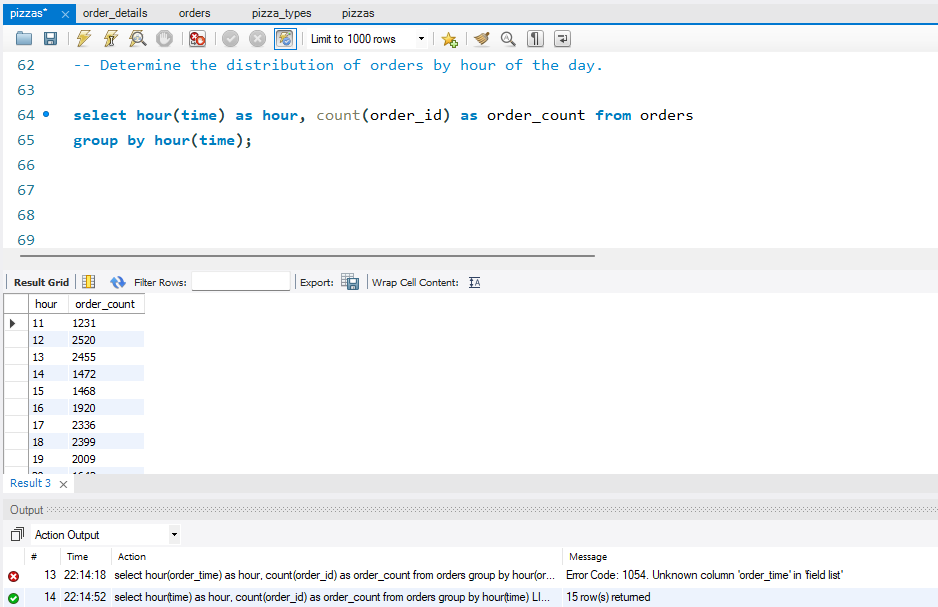 pizzas* order_details orders pizza_types pizzas
Limit to 1000 rows
62 -- Determine the distribution of orders by hour of the day.
63
64 select hour(time) as hour, count(order_id) as order_count from orders
65 group by hour(time);
66
67
68
69
Result Grid Filter Rows: Export: Wrap Cell Content:
hour order_count
11 1231
12 2520
13 2455
14 1472
15 1468
16 1920
17 2336
18 2399
19 2009
Result 3
Output
Action Output
# Time Action Message
13 22:14:18 select hour(order_time) as hour, count(order_id) as order_count from orders group by hour(or... Error Code: 1054. Unknown column 'order_time' in 'field list'
14 22:14:52 select hour(time) as hour, count(order_id) as order_count from orders group by hour(time) LI... 15 row(s) returned